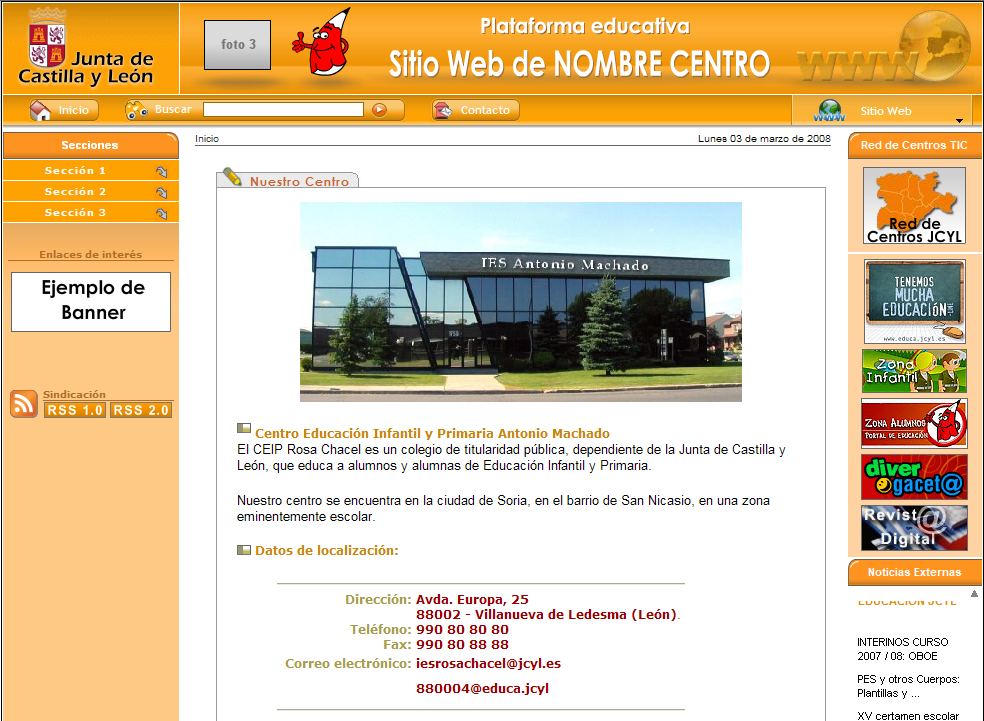 Junta de
Castilla y León
foto 3
Plataforma educativa
Sitio Web de NOMBRE CENTRO
www
Inicio
Buscar
Contacto
www
Sitio Web
Secciones
Sección 1
Sección 2
Sección 3
Enlaces de interés
Ejemplo de
Banner
Sindicación
RSS 1.0 RSS 2.0
Inicio
Lunes 03 de marzo de 2008
Nuestro Centro
IES Antonio Machado
950
Centro Educación Infantil y Primaria Antonio Machado
El CEIP Rosa Chacel es un colegio de titularidad pública, dependiente de la Junta de Castilla y
León, que educa a alumnos y alumnas de Educación Infantil y Primaria.
Nuestro centro se encuentra en la ciudad de Soria, en el barrio de San Nicasio, en una zona
eminentemente escolar.
Datos de localización:
Dirección: Avda. Europa, 25
88002 - Villanueva de Ledesma (León).
Teléfono: 990 80 80 80
Fax: 990 80 88 88
Correo electrónico: iesrosachacel@jcyl.es
880004@educa.jcyl
Red de Centros TIC
Red de
Centros JCYL
TENEMOS
MUCHA
EDUCACIÓN
www.educa.jcyl.es
Zona
Infantil
ZONA ALUMNOS
PORTAL DE EDUCACIÓN
diver
gacet@
Revist@
Digital
Noticias Externas
EDUCACIÓN JCYL
INTERINOS CURSO
2007 / 08: OBOE
PES y otros Cuerpos:
Plantillas y ...
XV certamen escolar